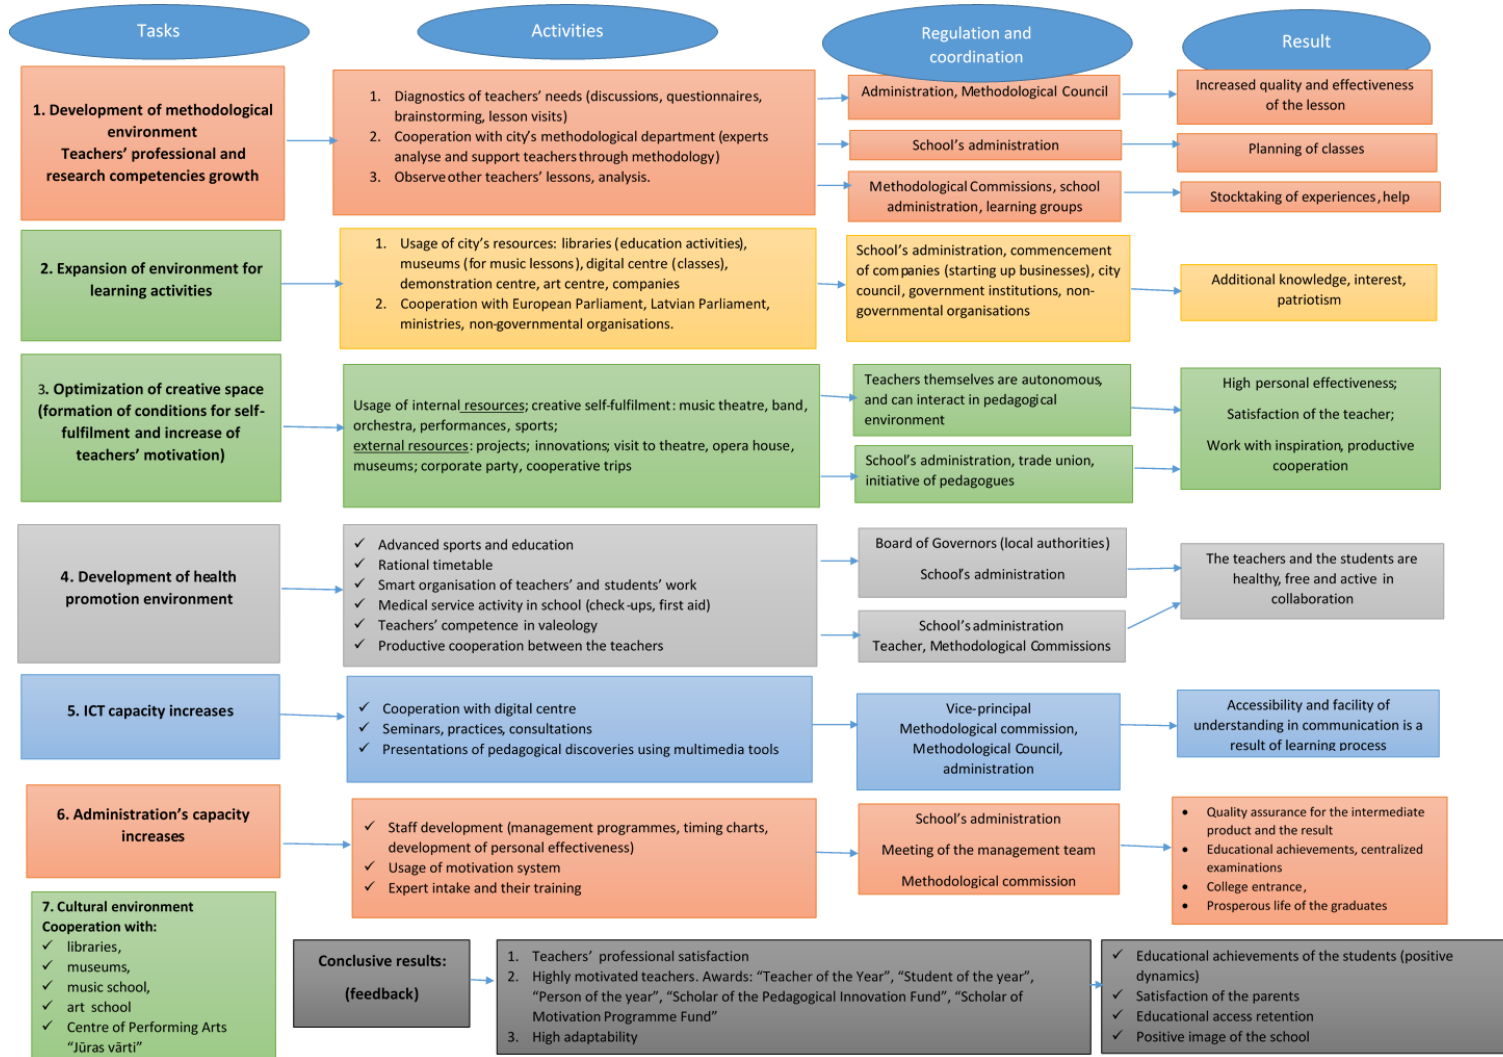 Tasks
Activities
Regulation and
coordination
Result
1. Development of methodological
environment
Teachers’ professional and
research competencies growth
1. Diagnostics of teachers’ needs (discussions, questionnaires,
brainstorming, lesson visits)
2. Cooperation with city’s methodological department (experts
analyse and support teachers through methodology)
3. Observe other teachers’ lessons, analysis.
Administration, Methodological Council
School’s administration
Methodological Commissions, school
administration, learning groups
Increased quality and effectiveness
of the lesson
Planning of classes
Stocktaking of experiences, help
2. Expansion of environment for
learning activities
1. Usage of city’s resources: libraries (education activities),
museums (for music lessons), digital centre (classes),
demonstration centre, art centre, companies
2. Cooperation with European Parliament, Latvian Parliament,
ministries, non-governmental organisations.
School’s administration, commencement
of companies (starting up businesses), city
council, government institutions, non-
governmental organisations
Additional knowledge, interest,
patriotism
3. Optimization of creative space
(formation of conditions for self-
fulfilment and increase of
teachers’ motivation)
Usage of internal resources; creative self-fulfilment: music theatre, band,
orchestra, performances, sports;
external resources: projects; innovations; visit to theatre, opera house,
museums; corporate party, cooperative trips
Teachers themselves are autonomous,
and can interact in pedagogical
environment
School’s administration, trade union,
initiative of pedagogues
High personal effectiveness;
Satisfaction of the teacher;
Work with inspiration, productive
cooperation
4. Development of health
promotion environment
✓ Advanced sports and education
✓ Rational timetable
✓ Smart organisation of teachers’ and students’ work
✓ Medical service activity in school (check-ups, first aid)
✓ Teachers’ competence in valeology
✓ Productive cooperation between the teachers
Board of Governors (local authorities)
School’s administration
School’s administration
Teacher, Methodological Commissions
The teachers and the students are
healthy, free and active in
collaboration
5. ICT capacity increases
✓ Cooperation with digital centre
✓ Seminars, practices, consultations
✓ Presentations of pedagogical discoveries using multimedia tools
Vice-principal
Methodological commission,
Methodological Council,
administration
Accessibility and facility of
understanding in communication is a
result of learning process
6. Administration’s capacity
increases
✓ Staff development (management programmes, timing charts,
development of personal effectiveness)
✓ Usage of motivation system
✓ Expert intake and their training
School’s administration
Meeting of the management team
Methodological commission
• Quality assurance for the intermediate
product and the result
• Educational achievements, centralized
examinations
• College entrance,
• Prosperous life of the graduates
7. Cultural environment
Cooperation with:
✓ libraries,
✓ museums,
✓ music school,
✓ art school
✓ Centre of Performing Arts
“Jūras vārti”
Conclusive results:
(feedback)
1. Teachers’ professional satisfaction
2. Highly motivated teachers. Awards: “Teacher of the Year”, “Student of the year”,
“Person of the year”, “Scholar of the Pedagogical Innovation Fund”, “Scholar of
Motivation Programme Fund”
3. High adaptability
✓ Educational achievements of the students (positive
dynamics)
✓ Satisfaction of the parents
✓ Educational access retention
✓ Positive image of the school